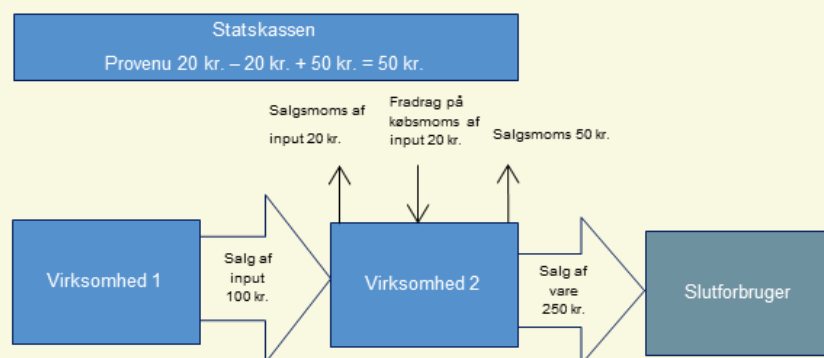 Statskassen
Provenu 20 kr. – 20 kr. + 50 kr. = 50 kr.
Salgsmoms af
input 20 kr.
Fradrag på
købsmoms af
input 20 kr.
Salgsmoms 50 kr.
Virksomhed 1
Salg af
input
100 kr.
Virksomhed 2
Salg af
vare
250 kr.
Slutforbruger